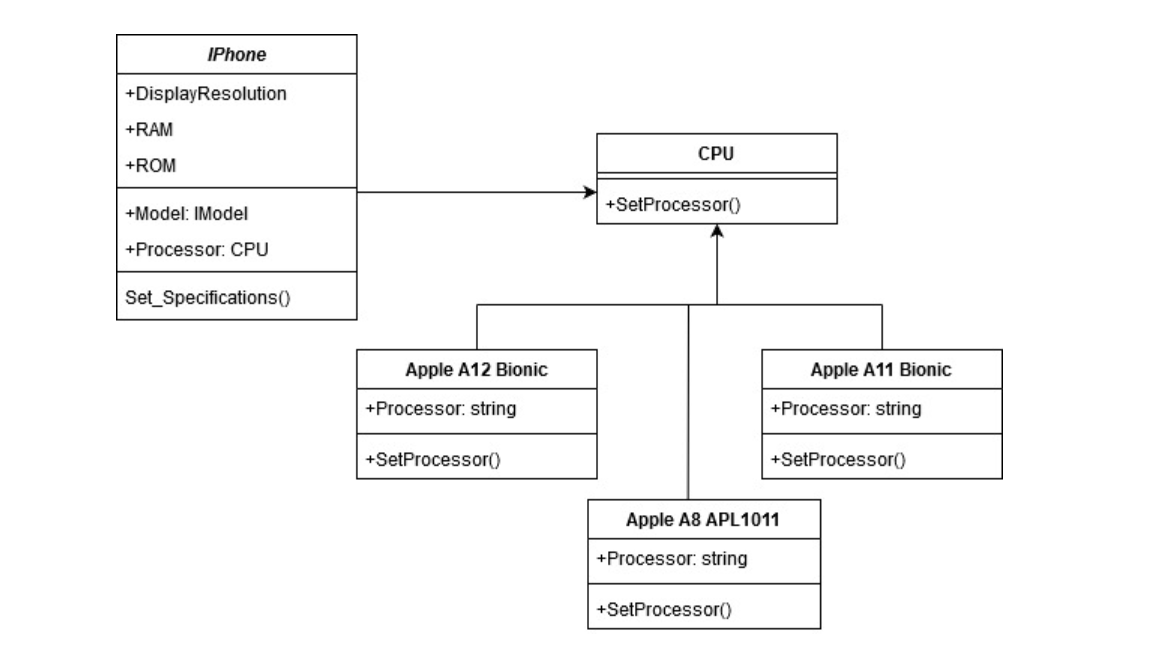 IPhone
+DisplayResolution
+RAM
+ROM
+Model: IModel
+Processor: CPU
Set_Specifications()
CPU
+SetProcessor()
Apple A12 Bionic
+Processor: string
+SetProcessor()
Apple A11 Bionic
+Processor: string
+SetProcessor()
Apple A8 APL1011
+Processor: string
+SetProcessor()